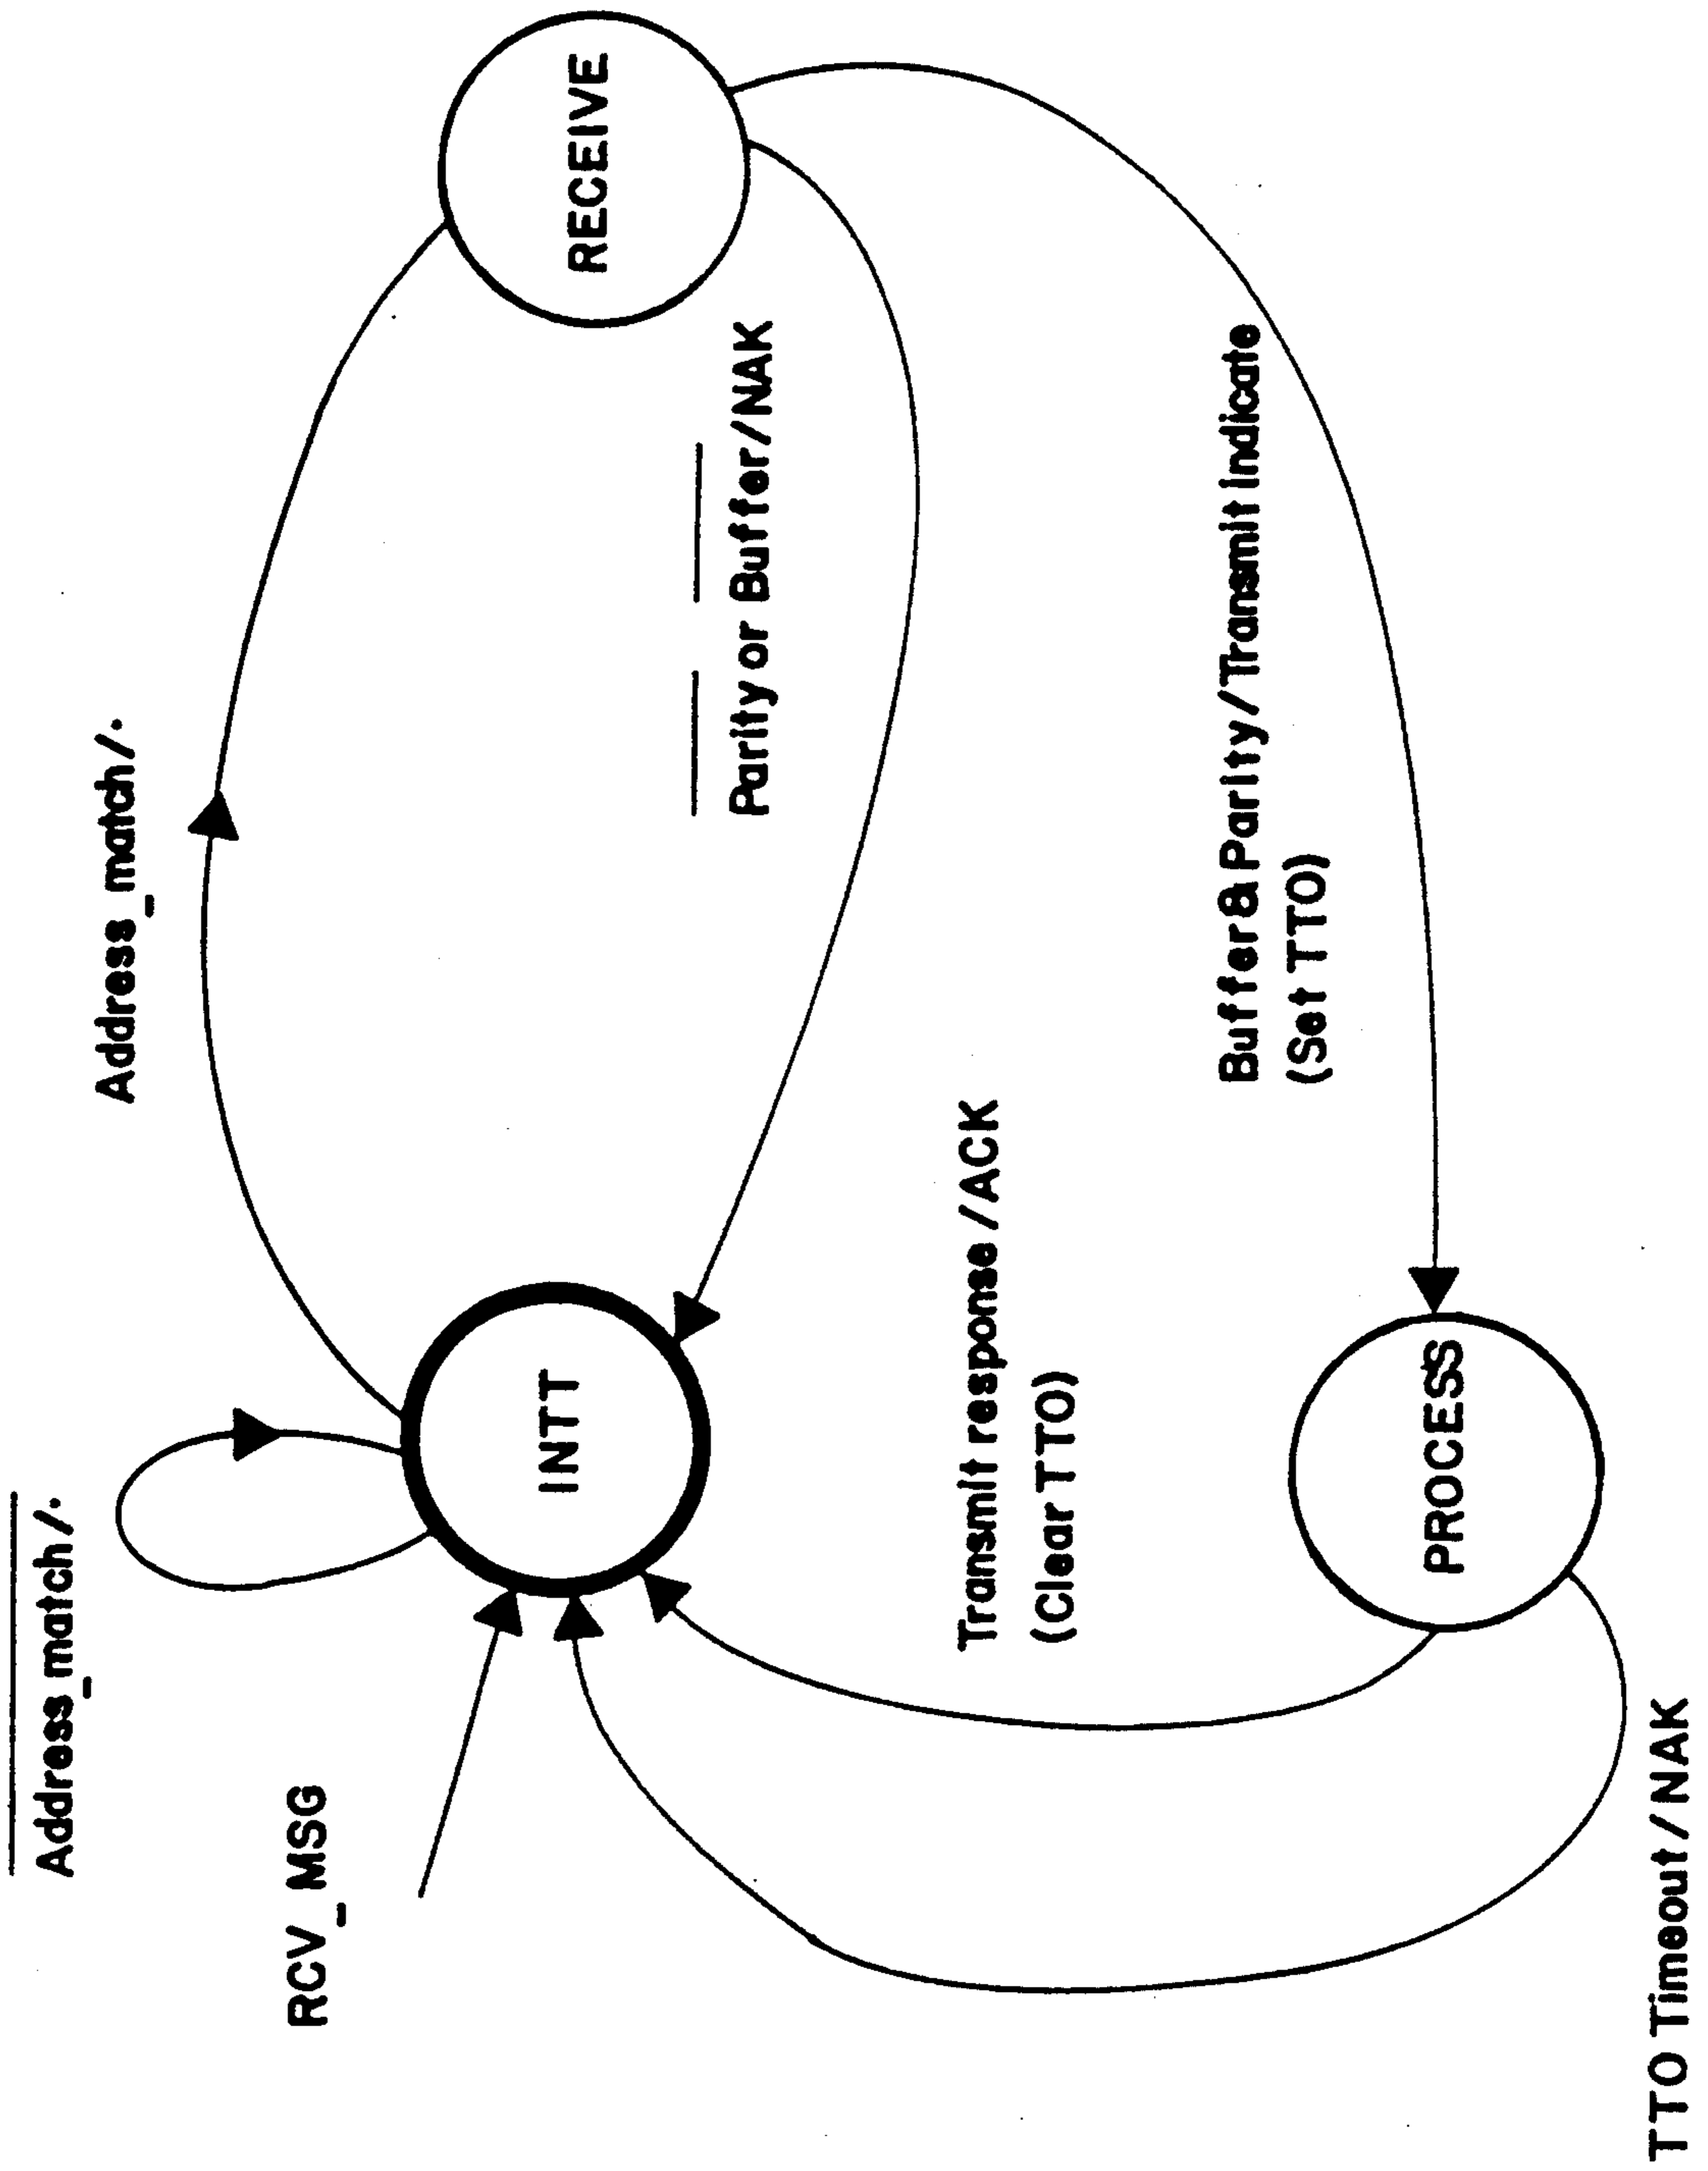 Address_match/.
Address_match/.
RCV_MSG
INTT
RECEIVE
Parity or Buffer/NAK
Transmit response/ACK
(Clear TTO)
Buffer & Parity/Transmit indicate
(Set TTO)
PROCESS
TTO Timeout/NAK